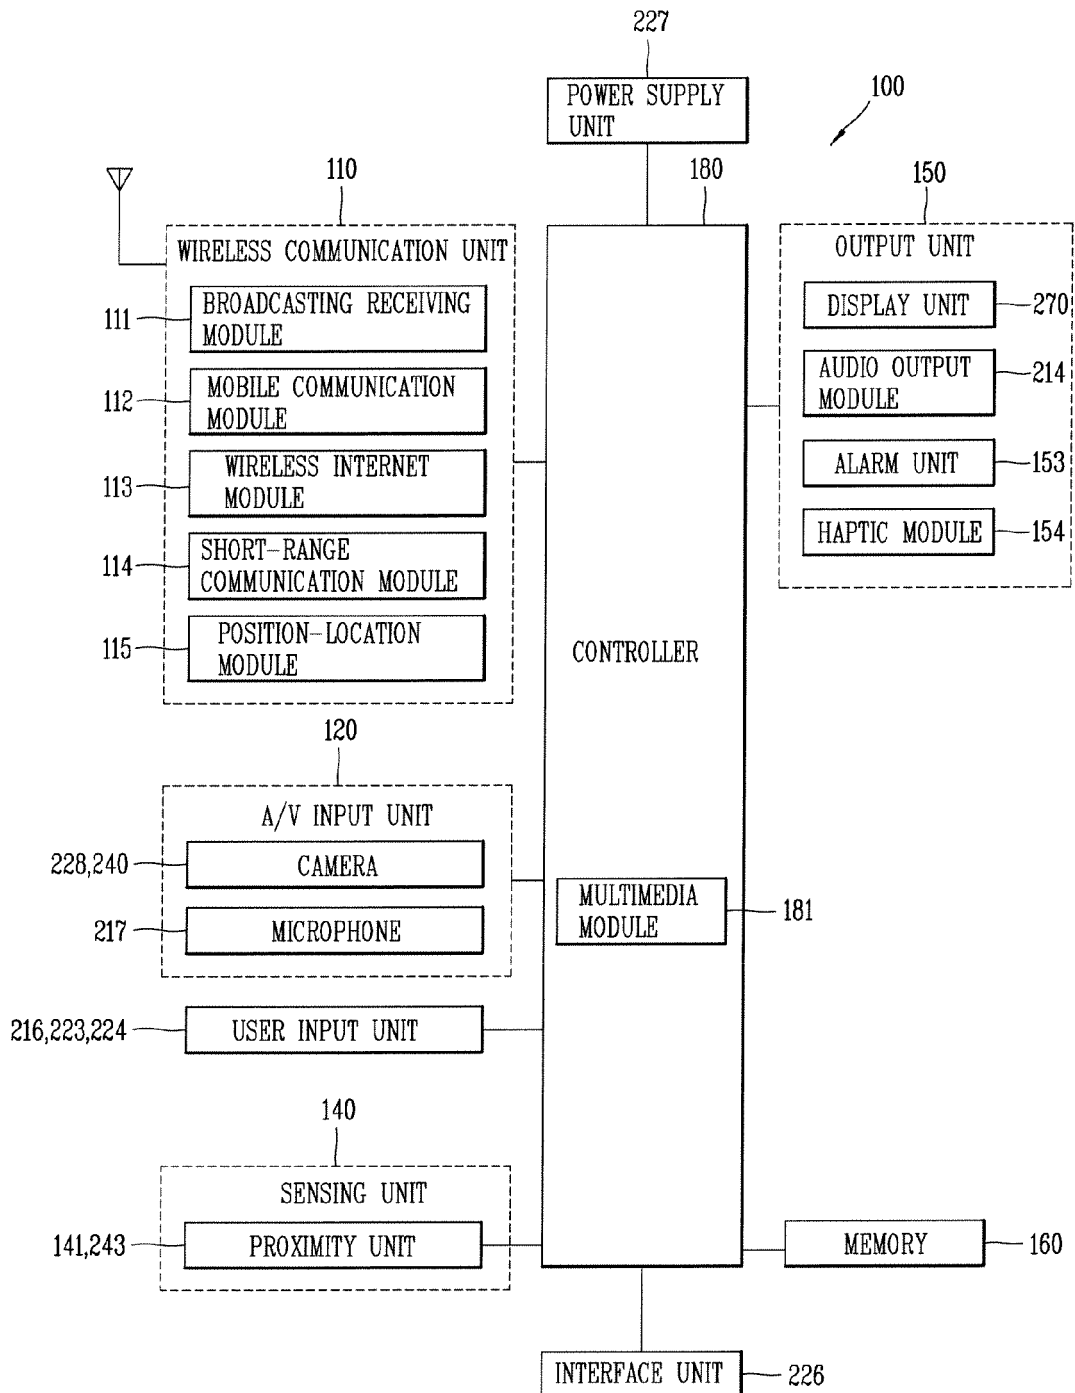 227
POWER SUPPLY
UNIT
100
110
180
150
WIRELESS COMMUNICATION UNIT
111
BROADCASTING RECEIVING
MODULE
112
MOBILE COMMUNICATION
MODULE
113
WIRELESS INTERNET
MODULE
114
SHORT-RANGE
COMMUNICATION MODULE
115
POSITION-LOCATION
MODULE
OUTPUT UNIT
DISPLAY UNIT
270
AUDIO OUTPUT
MODULE
214
ALARM UNIT
153
HAPTIC MODULE
154
CONTROLLER
120
A/V INPUT UNIT
228,240
CAMERA
217
MICROPHONE
MULTIMEDIA
MODULE
181
216,223,224
USER INPUT UNIT
140
SENSING UNIT
141,243
PROXIMITY UNIT
MEMORY
160
INTERFACE UNIT
226